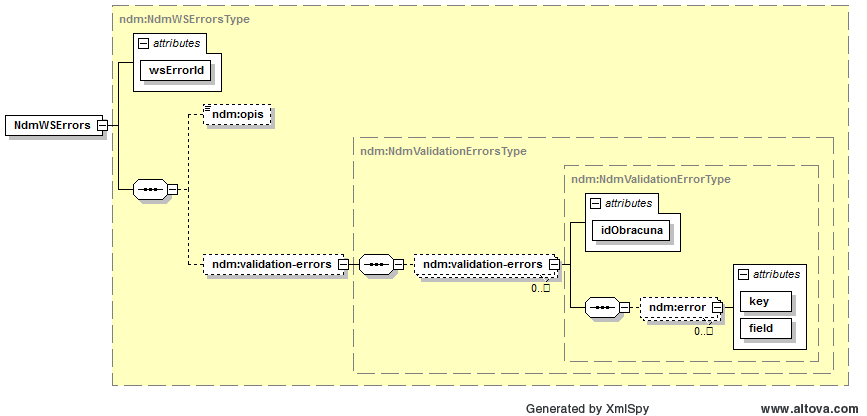 ndm:NdmWSErrorsType
attributes
wsErrorId
NdmWSErrors
ndm:opis
ndm:NdmValidationErrorsType
ndm:NdmValidationErrorType
attributes
idObracuna
ndm:validation-errors
ndm:validation-errors
0..□
attributes
key
field
ndm:error
0..□
Generated by XmlSpy
www.altova.com